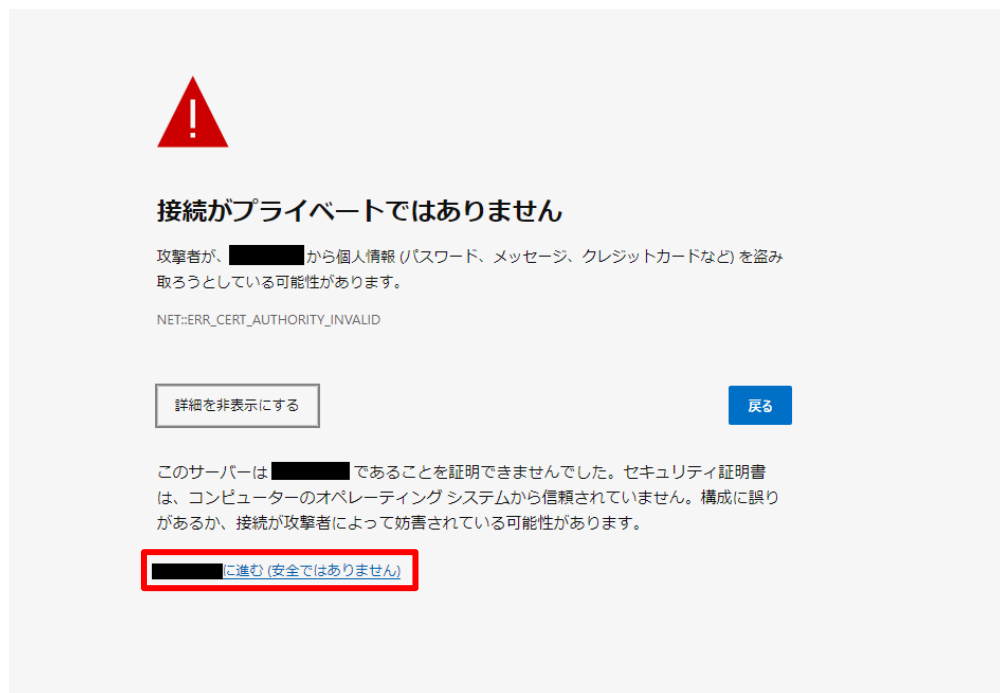 接続がプライベートではありません
攻撃者が、から個人情報 (パスワード、メッセージ、クレジットカードなど) を盗み
取ろうとしている可能性があります。
NET::ERR_CERT_AUTHORITY_INVALID
詳細を非表示にする
戻る
このサーバーは であることを証明できませんでした。セキュリティ証明書
は、コンピューターのオペレーティング システムから信頼されていません。構成に誤り
があるか、接続が攻撃者によって妨害されている可能性があります。
に進む (安全ではありません)